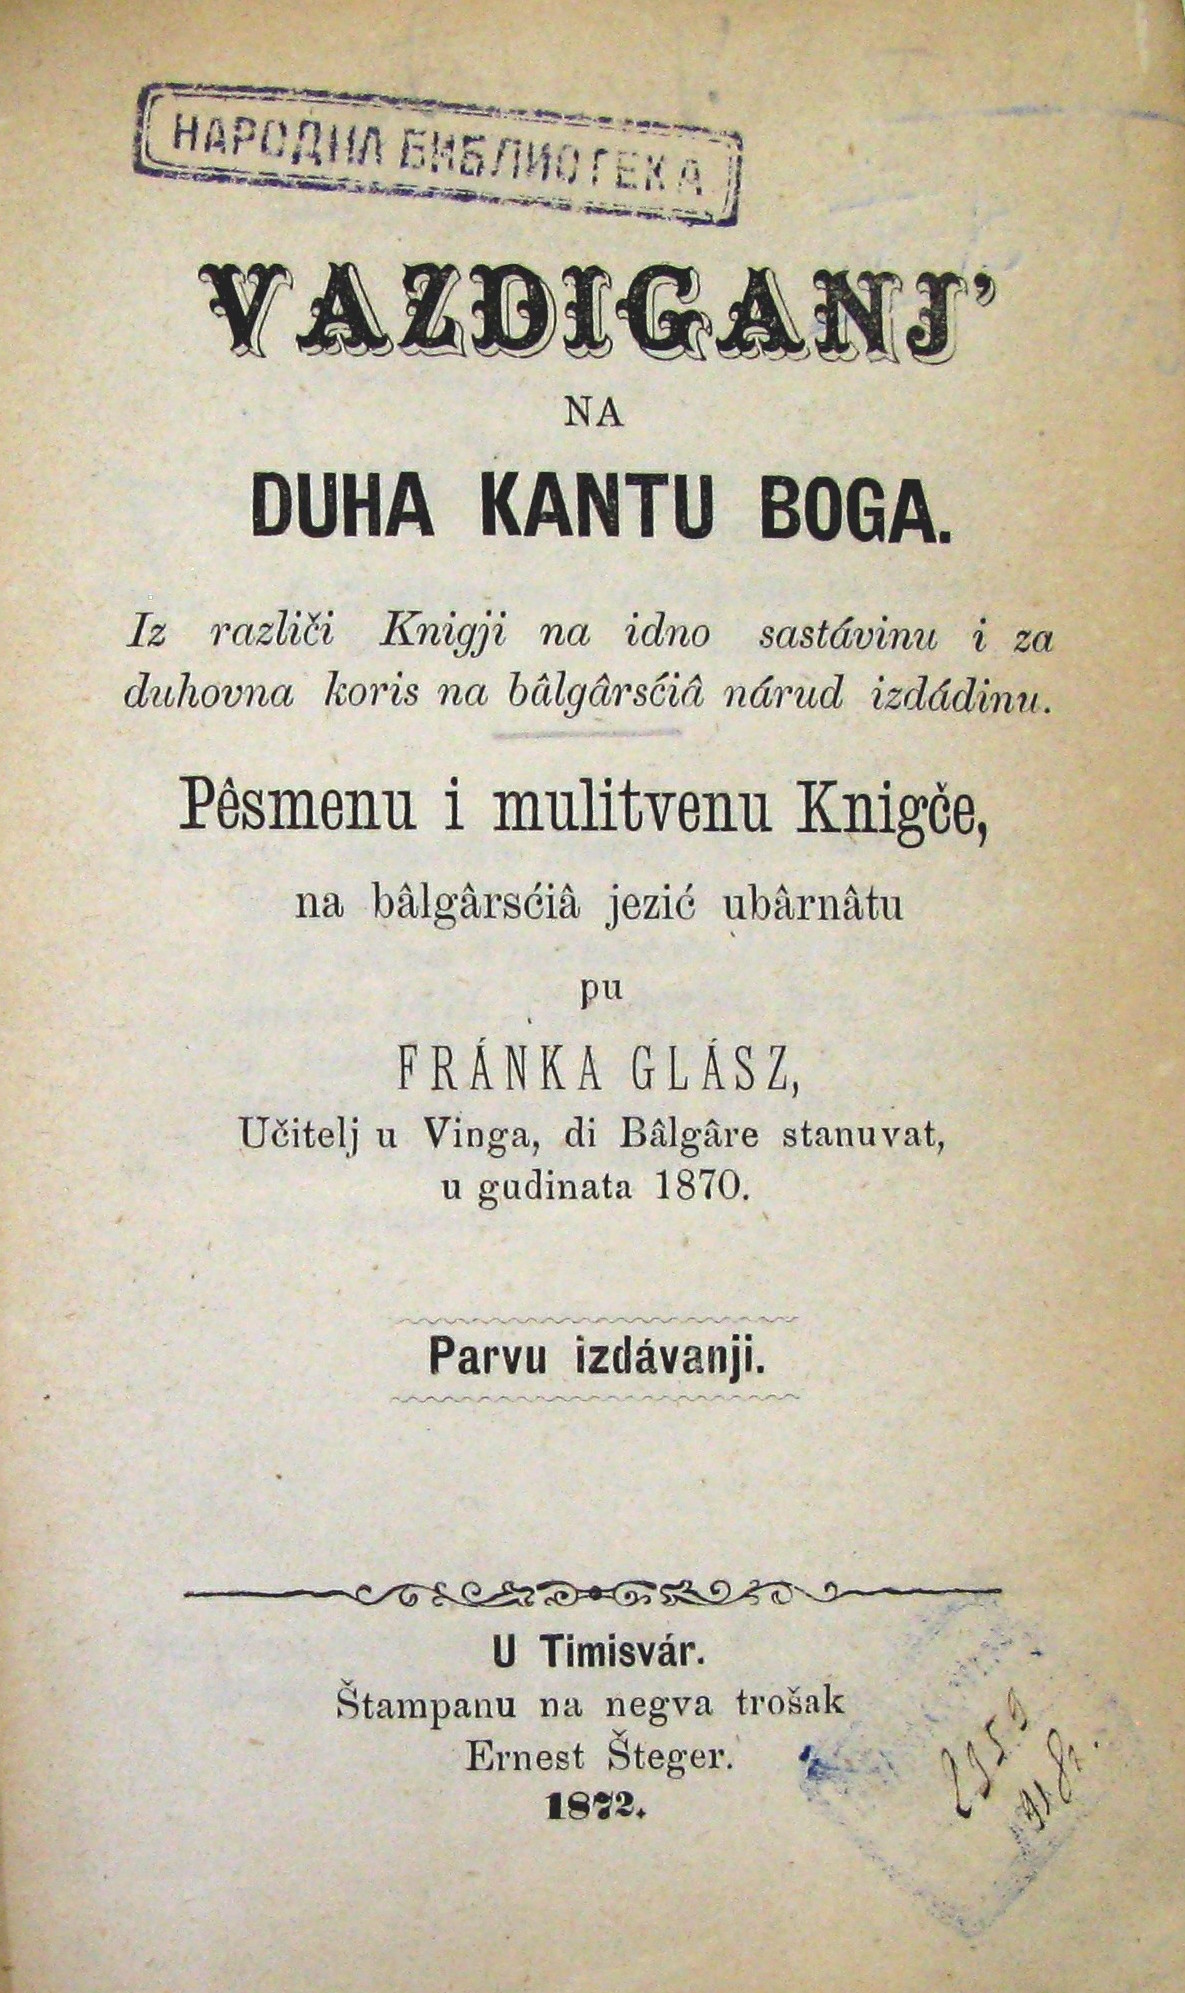 НАРОДНА БИБЛИОТЕКА
VAZDIGANJ’
NA
DUHA KANTU BOGA.
Iz različi Knigji na idno sastávinu i za
duhovna koris na bâlgârsćiâ nárud izdádinu.
Pêsmenu i mulitvenu Knigče,
na bâlgârsćiâ jezić ubârnâtu
pu
FRÁNKA GLÁSZ,
Učitelj u Vinga, di Bâlgâre stanuvat,
u gudinata 1870.
Parvu izdávanji.
U Timisvár.
Štampanu na negva trošak
Ernest Šteger.
1872.